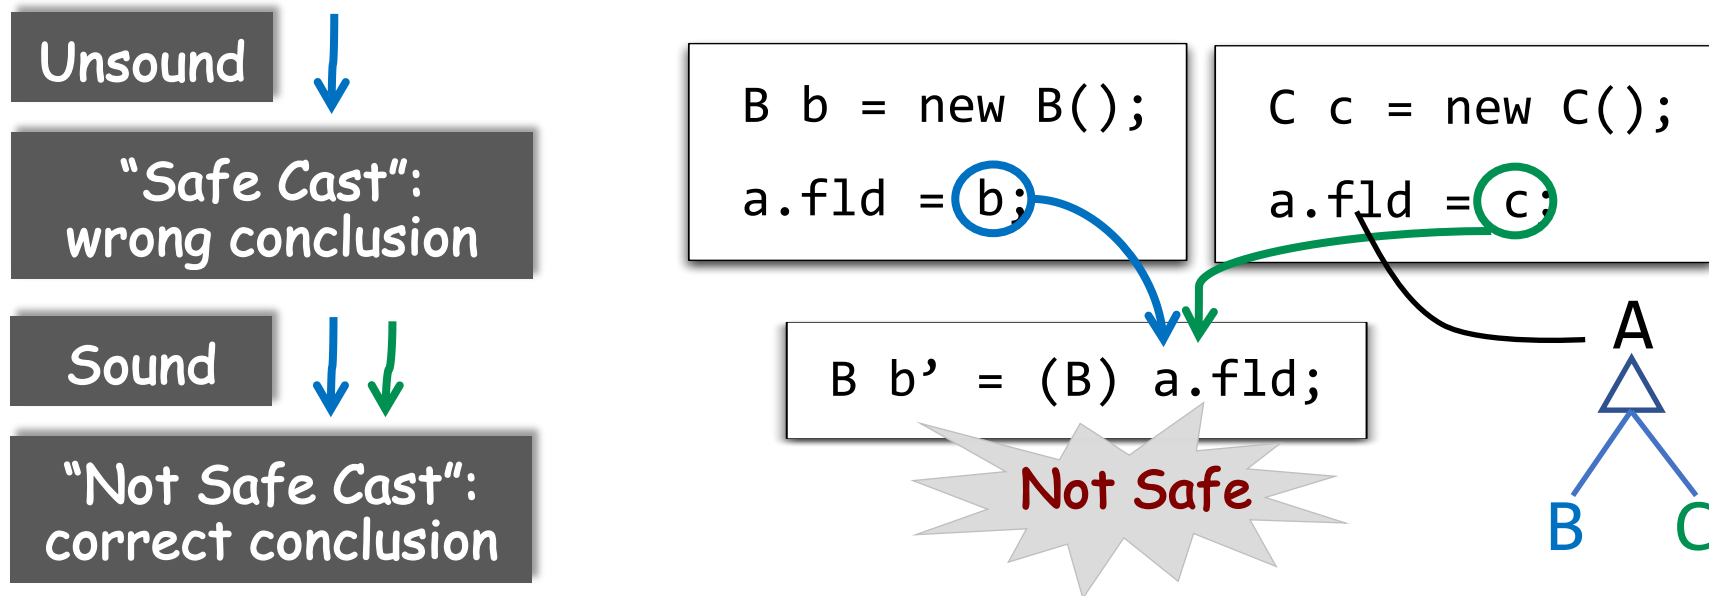 Unsound
“Safe Cast”:
wrong conclusion
Sound
“Not Safe Cast”:
correct conclusion
B b = new B();
a.fld = b;
C c = new C();
a.fld = c;
B b’ = (B) a.fld;
Not Safe
A
B
C